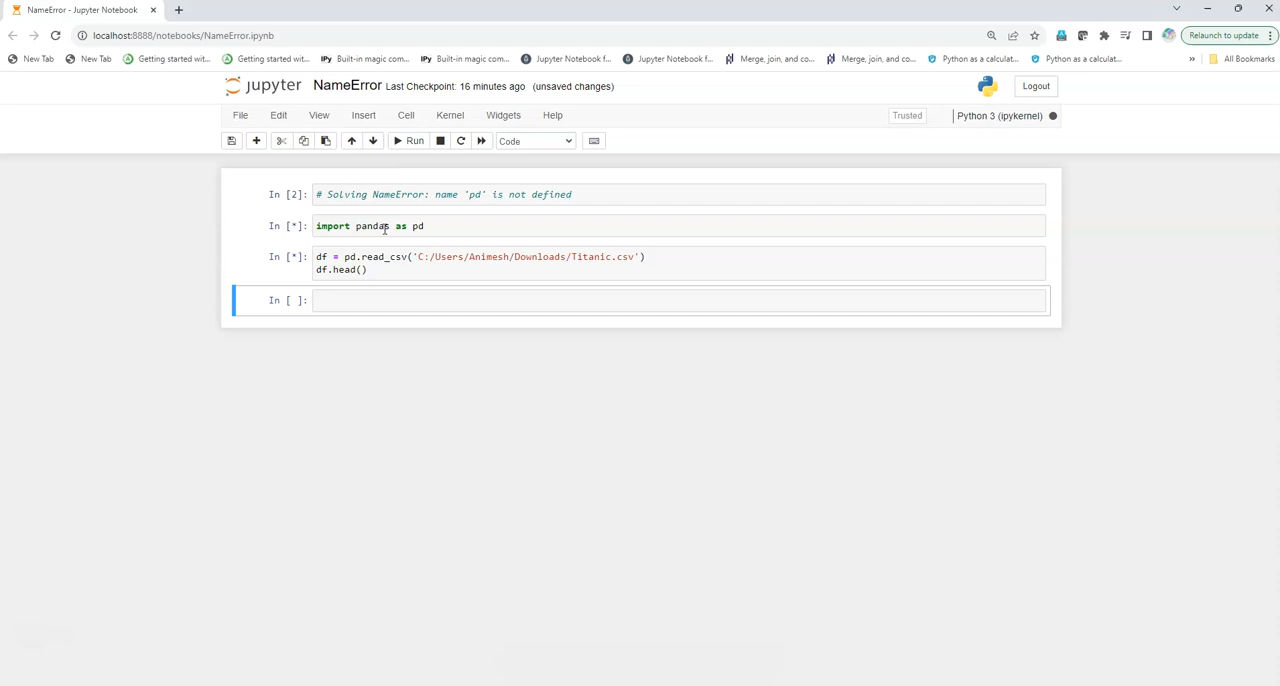 NameError - Jupyter Notebook
localhost:8888/notebooks/NameError.ipynb
Relaunch to update
New Tab
New Tab
Getting started wit...
Getting started wit...
IPy Built-in magic com...
IPy Built-in magic com...
Jupyter Notebook f...
Jupyter Notebook f...
Merge, join, and co...
Merge, join, and co...
Python as a calculat...
Python as a calculat...
»
All Bookmarks
jupyter NameError Last Checkpoint: 16 minutes ago (unsaved changes)
Logout
File Edit View Insert Cell Kernel Widgets Help
Trusted
Python 3 (ipykernel)
Run
Code
In [2]: # Solving NameError: name 'pd' is not defined
In [*]: import pandas as pd
In [*]: df = pd.read_csv('C:/Users/Animesh/Downloads/Titanic.csv')
df.head()
In [ ]: